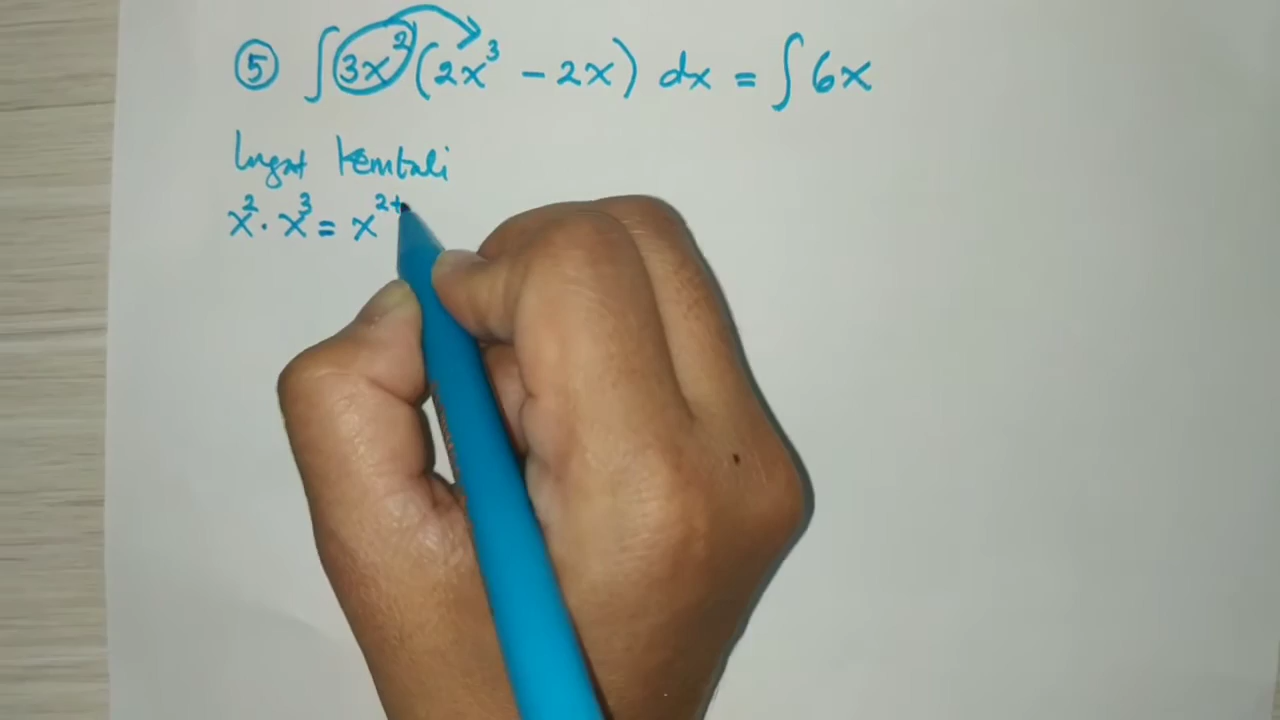 ⑤ ∫3x²(2x³ - 2x) dx = ∫6x
Ingat kembali
x² · x³ = x²⁺